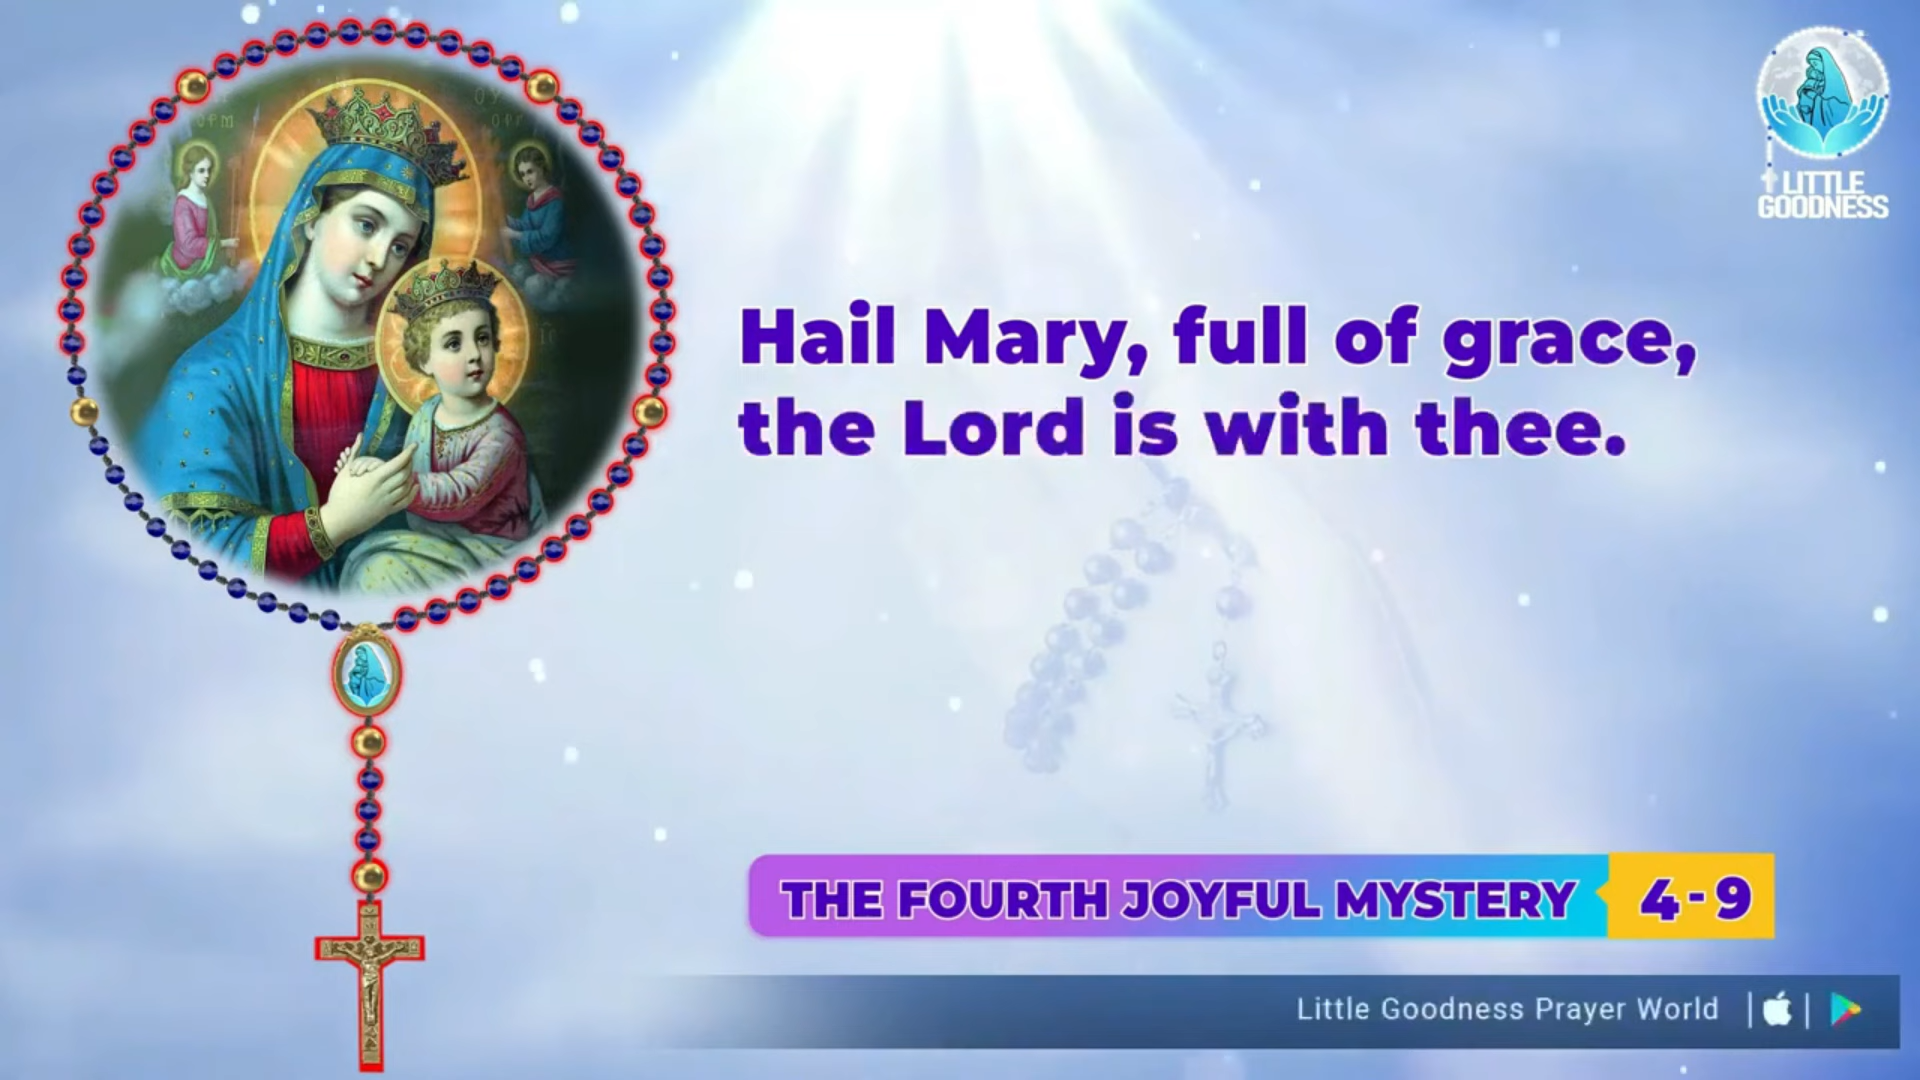 LITTLE
GOODNESS
Hail Mary, full of grace,
the Lord is with thee.
THE FOURTH JOYFUL MYSTERY 4-9
Little Goodness Prayer World